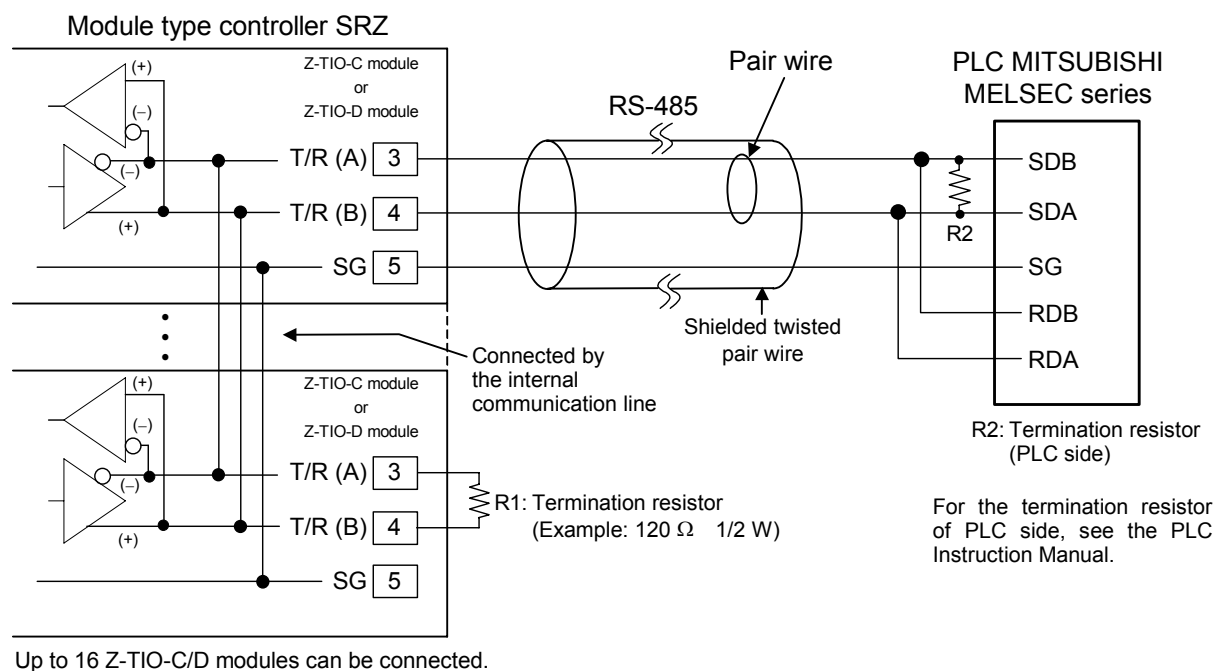 Module type controller SRZ
(+)
(−)
(−)
(+)
Z-TIO-C module
or
Z-TIO-D module
T/R (A) 3
T/R (B) 4
SG 5
RS-485
Pair wire
Shielded twisted
pair wire
PLC MITSUBISHI
MELSEC series
SDB
SDA
R2
SG
RDB
RDA
R2: Termination resistor
(PLC side)
For the termination resistor
of PLC side, see the PLC
Instruction Manual.
Connected by
the internal
communication line
(+)
(−)
(−)
(+)
Z-TIO-C module
or
Z-TIO-D module
T/R (A) 3
T/R (B) 4
SG 5
R1: Termination resistor
(Example: 120 Ω 1/2 W)
Up to 16 Z-TIO-C/D modules can be connected.